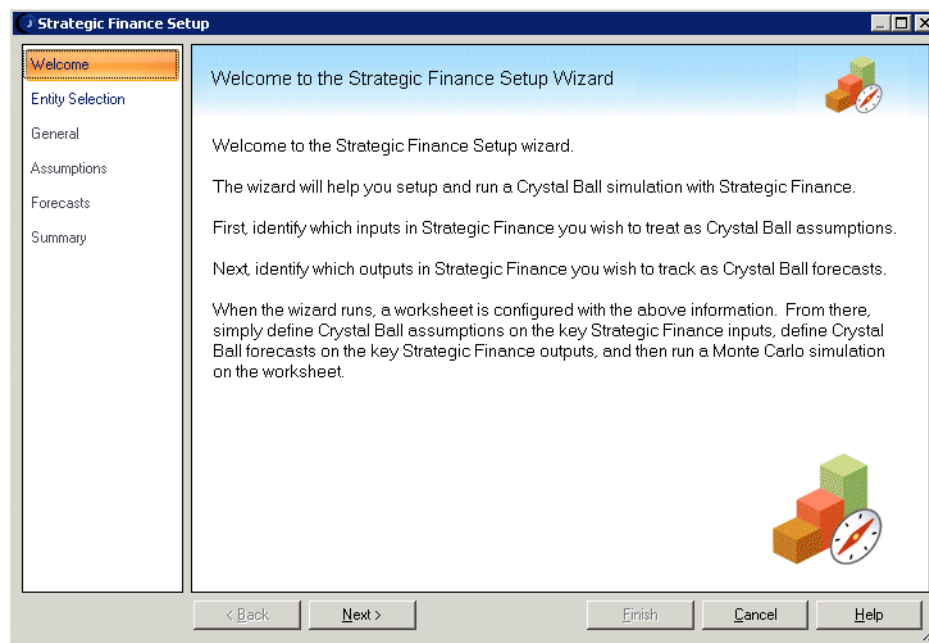 Strategic Finance Setup
Welcome
Entity Selection
General
Assumptions
Forecasts
Summary
Welcome to the Strategic Finance Setup Wizard
Welcome to the Strategic Finance Setup wizard.
The wizard will help you setup and run a Crystal Ball simulation with Strategic Finance.
First, identify which inputs in Strategic Finance you wish to treat as Crystal Ball assumptions.
Next, identify which outputs in Strategic Finance you wish to track as Crystal Ball forecasts.
When the wizard runs, a worksheet is configured with the above information.  From there,
simply define Crystal Ball assumptions on the key Strategic Finance inputs, define Crystal
Ball forecasts on the key Strategic Finance outputs, and then run a Monte Carlo simulation
on the worksheet.
< Back
Next >
Finish
Cancel
Help